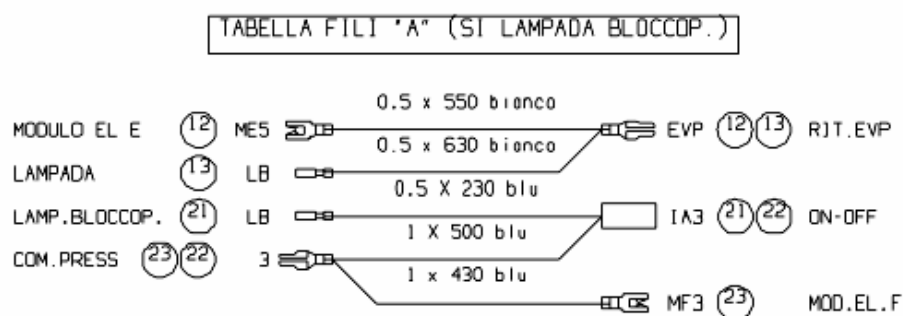 TABELLA FILI "A" (SI LAMPADA BLOCCOP.)
0.5 x 550 bianco
MODULO EL E 12 ME5 EVP 12 13 RIT.EVP
0.5 x 630 bianco
LAMPADA 13 LB
0.5 X 230 blu
LAMP.BLOCCOP. 21 LB IA3 21 22 ON-OFF
1 X 500 blu
COM.PRESS 23 22 3
1 x 430 blu
MF3 23 MOD.EL.F